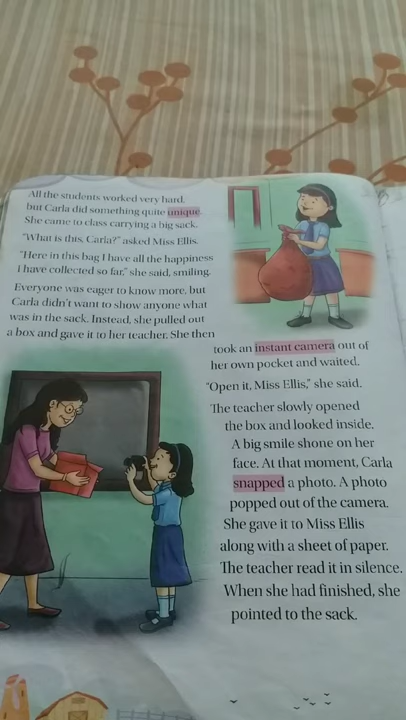 All the students worked very hard,
but Carla did something quite unique.
She came to class carrying a big sack.
"What is this, Carla?" asked Miss Ellis.
"Here in this bag I have all the happiness
I have collected so far," she said, smiling.
Everyone was eager to know more, but
Carla didn't want to show anyone what
was in the sack. Instead, she pulled out
a box and gave it to her teacher. She then
took an instant camera out of
her own pocket and waited.
"Open it, Miss Ellis," she said.
The teacher slowly opened
the box and looked inside.
A big smile shone on her
face. At that moment, Carla
snapped a photo. A photo
popped out of the camera.
She gave it to Miss Ellis
along with a sheet of paper.
The teacher read it in silence.
When she had finished, she
pointed to the sack.